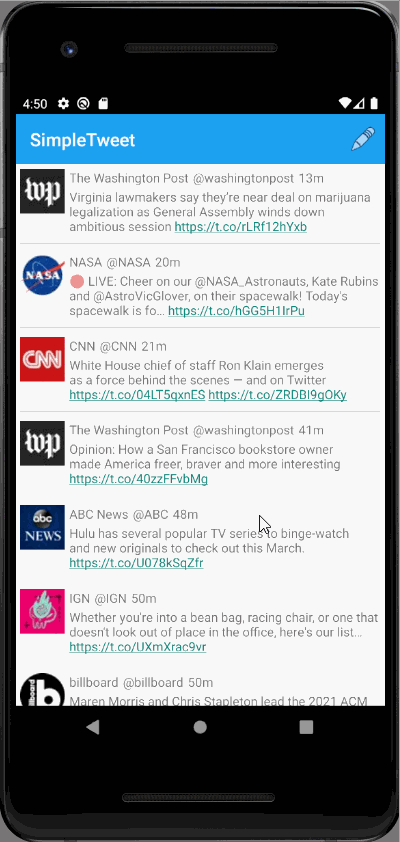 4:50
SimpleTweet
The Washington Post @washingtonpost 13m
Virginia lawmakers say they're near deal on marijuana
legalization as General Assembly winds down
ambitious session https://t.co/rLRf12hYxb
wp
NASA @NASA 20m
🔴 LIVE: Cheer on our @NASA_Astronauts, Kate Rubins
and @AstroVicGlover, on their spacewalk! Today's
spacewalk is fo… https://t.co/hGG5H1IrPu
NASA
CNN @CNN 21m
White House chief of staff Ron Klain emerges
as a force behind the scenes — and on Twitter
https://t.co/04LT5qxnES https://t.co/ZRDBI9gOKy
CNN
The Washington Post @washingtonpost 41m
Opinion: How a San Francisco bookstore owner
made America freer, braver and more interesting
https://t.co/40zzFFvbMg
wp
ABC News @ABC 48m
Hulu has several popular TV series to binge-watch
and new originals to check out this March.
https://t.co/U078kSqZfr
abc
NEWS
IGN @IGN 50m
Whether you're into a bean bag, racing chair, or one that
doesn't look out of place in the office, here's our list…
https://t.co/UXmXrac9vr
billboard @billboard 50m
Maren Morris and Chris Stapleton lead the 2021 ACM
b